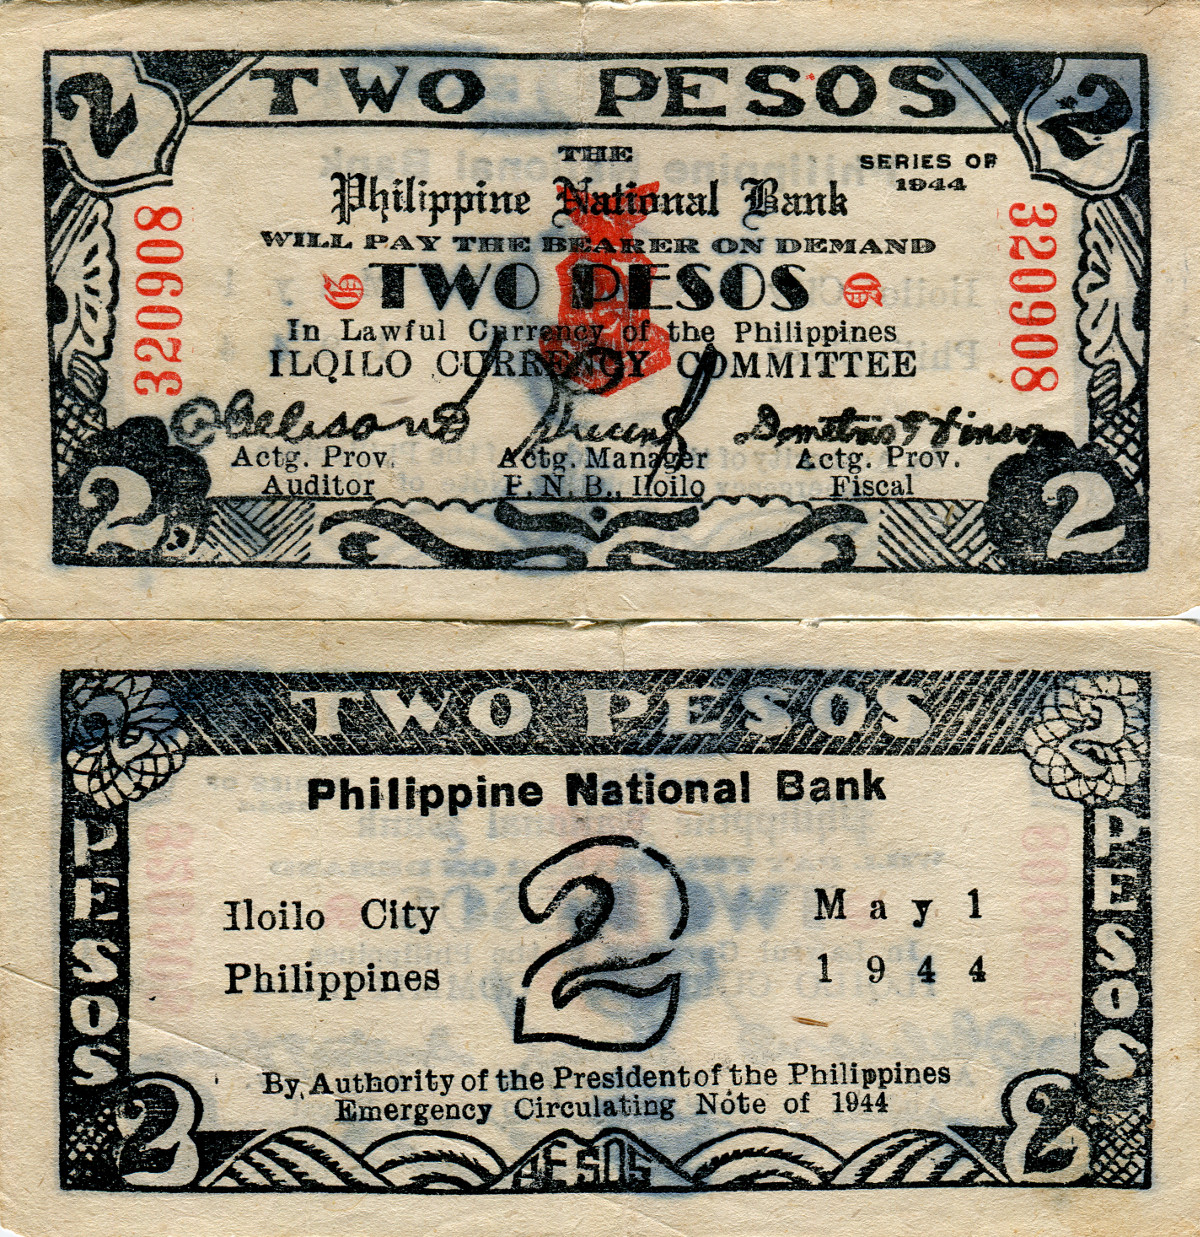 2 TWO PESOS 2
THE
SERIES OF
1944
Philippine National Bank
WILL PAY THE BEARER ON DEMAND
G TWO PESOS G
320908
320908
In Lawful Currency of the Philippines
ILOILO CURRENCY COMMITTEE
Actg. Prov. Actg. Manager Actg. Prov.
Auditor P. N. B., Iloilo Fiscal
2 2
2 TWO PESOS 2
PESOS
PESOS
Philippine National Bank
2
Iloilo City May 1
Philippines 1944
By Authority of the President of the Philippines
Emergency Circulating Note of 1944
2 2
PESOS